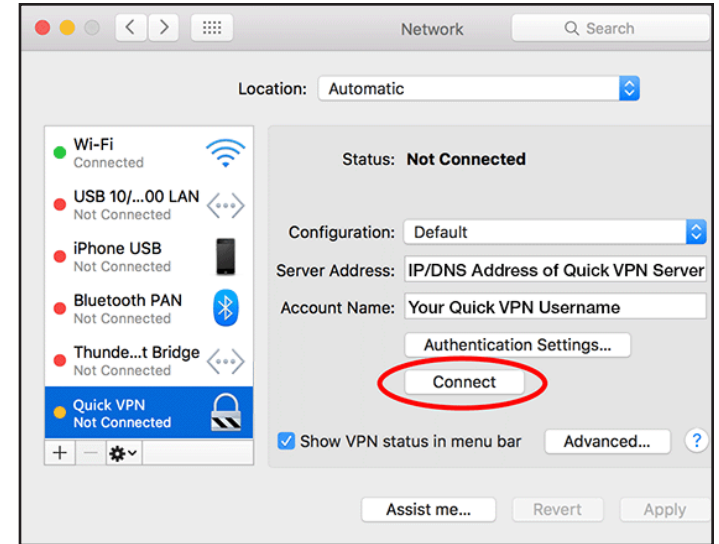 Network
Search
Location: Automatic
Wi-Fi
Connected
USB 10/...00 LAN
Not Connected
iPhone USB
Not Connected
Bluetooth PAN
Not Connected
Thunde...t Bridge
Not Connected
Quick VPN
Not Connected
Status: Not Connected
Configuration: Default
Server Address: IP/DNS Address of Quick VPN Server
Account Name: Your Quick VPN Username
Authentication Settings...
Connect
Show VPN status in menu bar
Advanced...
?
Assist me...
Revert
Apply